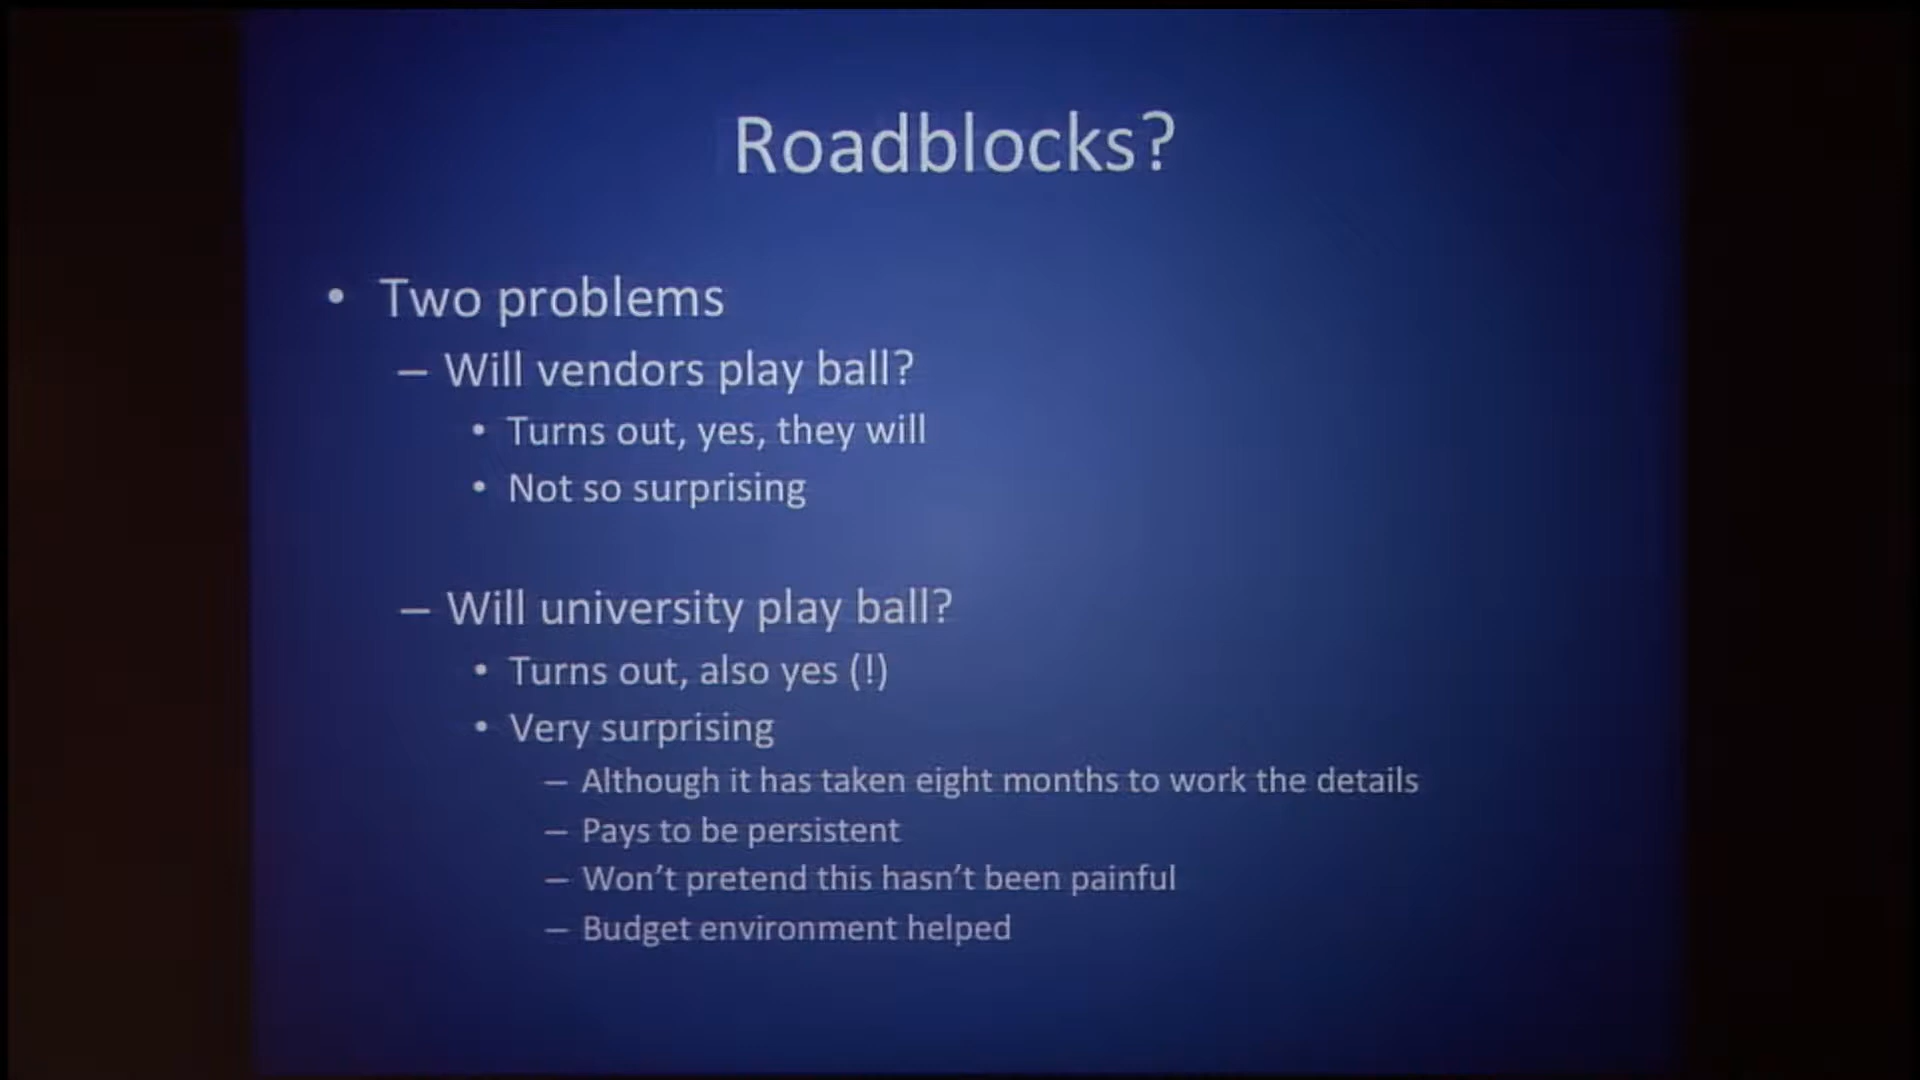 Roadblocks?
• Two problems
– Will vendors play ball?
• Turns out, yes, they will
• Not so surprising
– Will university play ball?
• Turns out, also yes (!)
• Very surprising
– Although it has taken eight months to work the details
– Pays to be persistent
– Won't pretend this hasn't been painful
– Budget environment helped